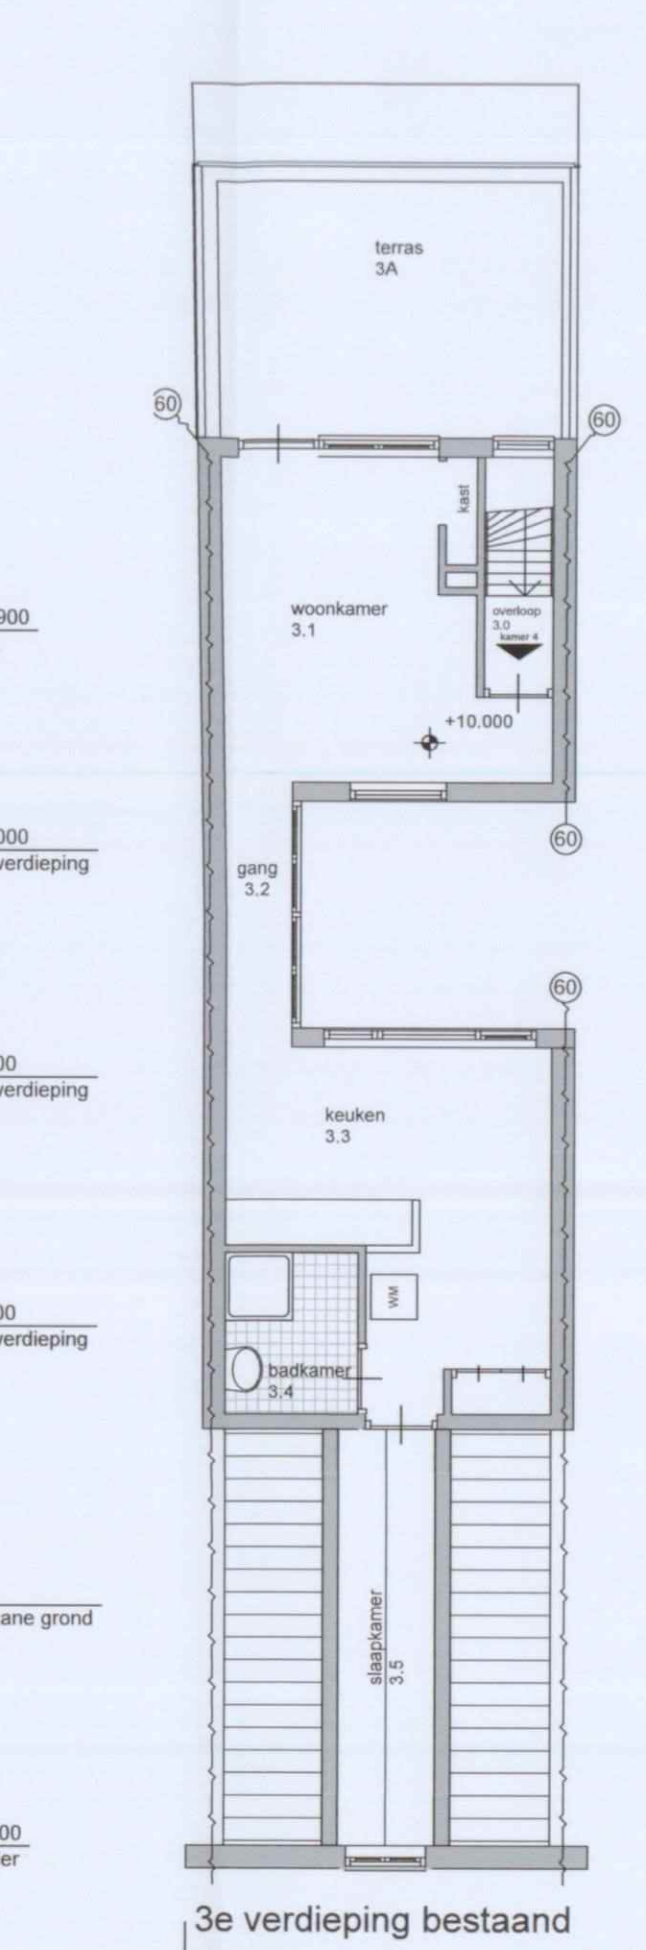 terras
3A
60
60
kast
900
woonkamer
3.1
overloop
3.0
kamer 4
+10.000
000
verdieping
60
gang
3.2
60
00
verdieping
keuken
3.3
WM
00
verdieping
badkamer
3.4
ane grond
slaapkamer
3.5
00
er
3e verdieping bestaand